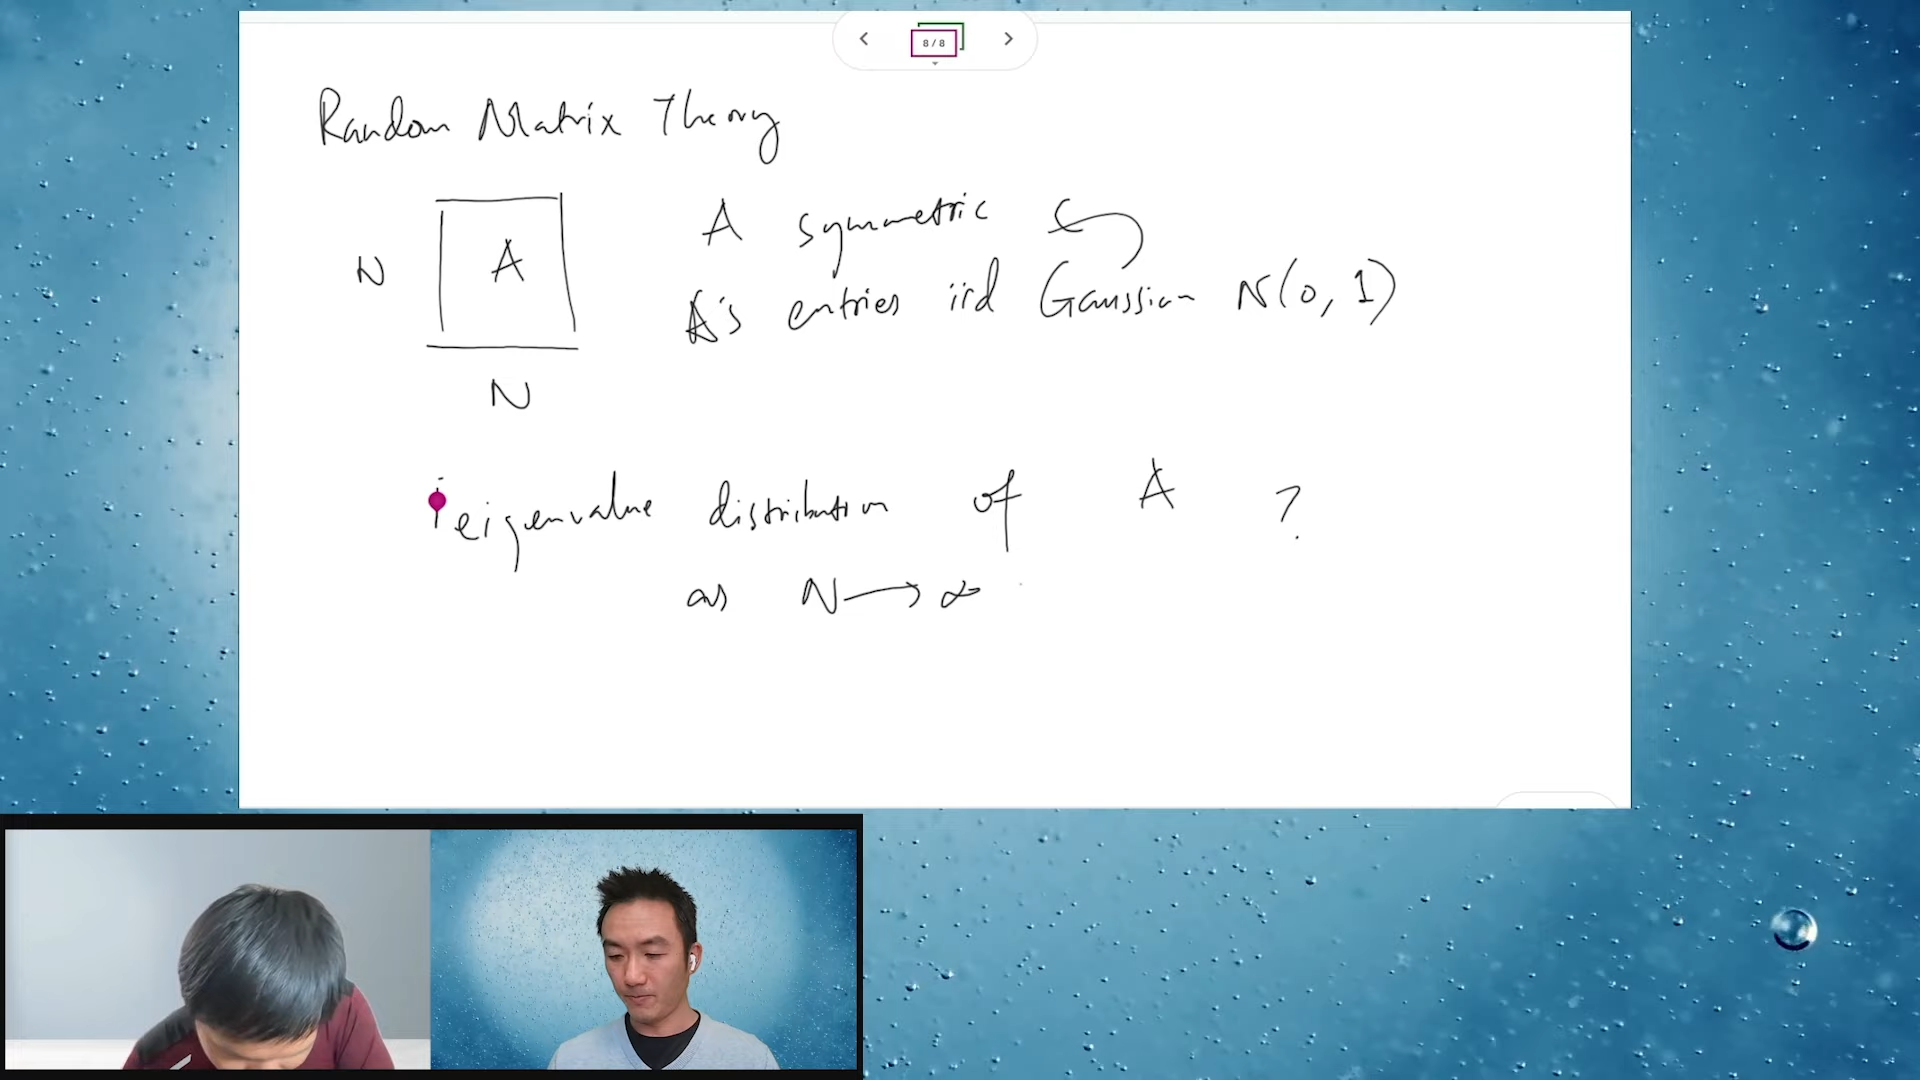 8/8
Random Matrix Theory
A symmetric
N A A's entries iid Gaussian N(0, 1)
N
eigenvalue distribution of A ?
as N → ∞